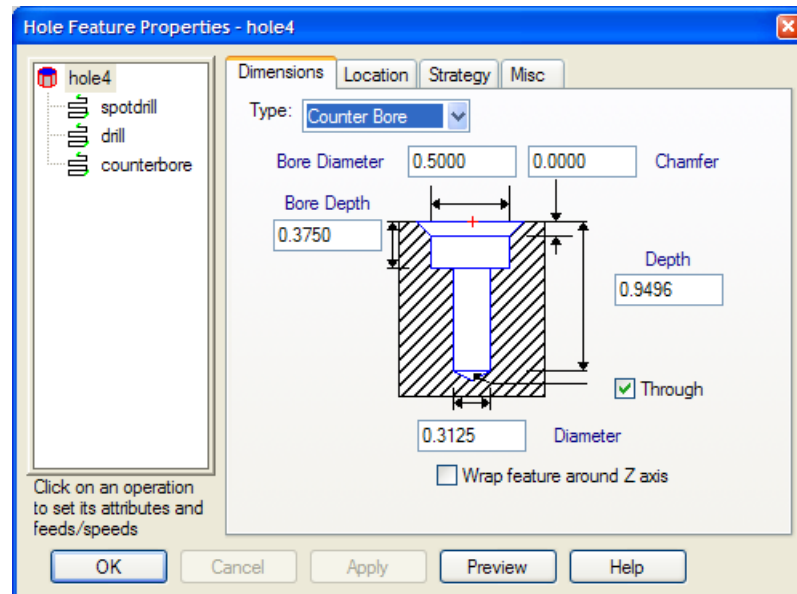 Hole Feature Properties - hole4
hole4
spotdrill
drill
counterbore
Click on an operation
to set its attributes and
feeds/speeds
Dimensions Location Strategy Misc
Type: Counter Bore
Bore Diameter 0.5000 0.0000 Chamfer
Bore Depth
0.3750
Depth
0.9496
Through
0.3125 Diameter
Wrap feature around Z axis
OK Cancel Apply Preview Help